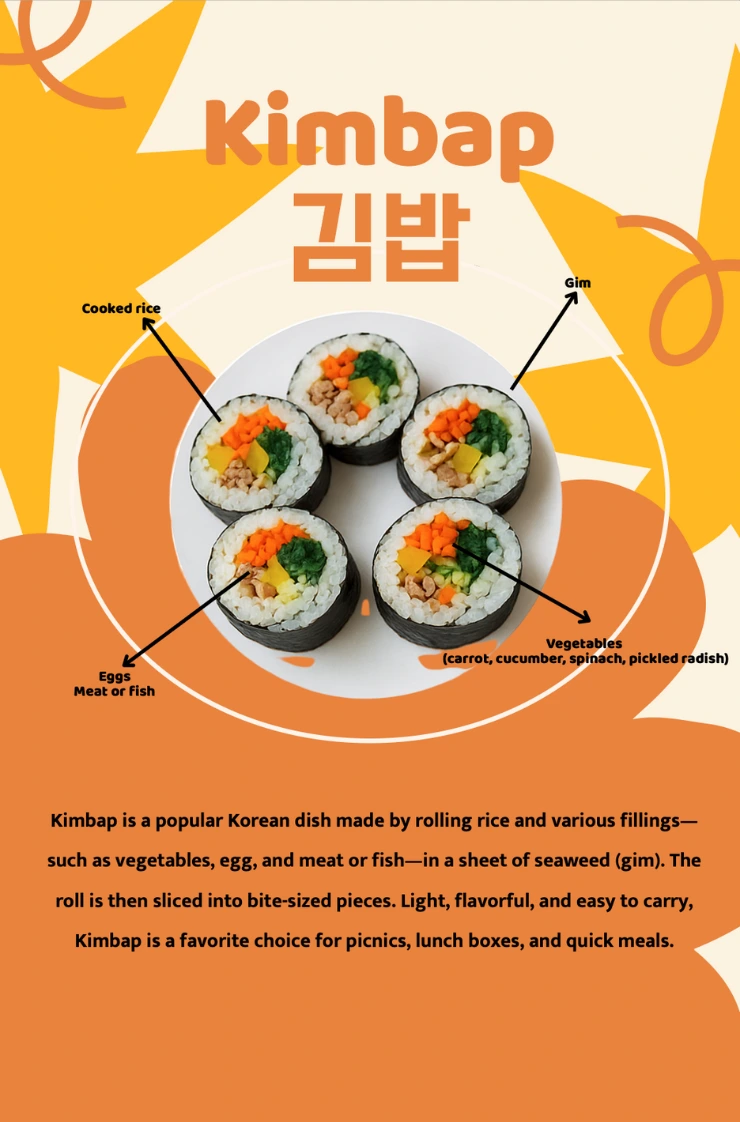 Kimbap
김밥
Gim
Cooked rice
Vegetables
(carrot, cucumber, spinach, pickled radish)
Eggs
Meat or fish
Kimbap is a popular Korean dish made by rolling rice and various fillings—
such as vegetables, egg, and meat or fish—in a sheet of seaweed (gim). The
roll is then sliced into bite-sized pieces. Light, flavorful, and easy to carry,
Kimbap is a favorite choice for picnics, lunch boxes, and quick meals.